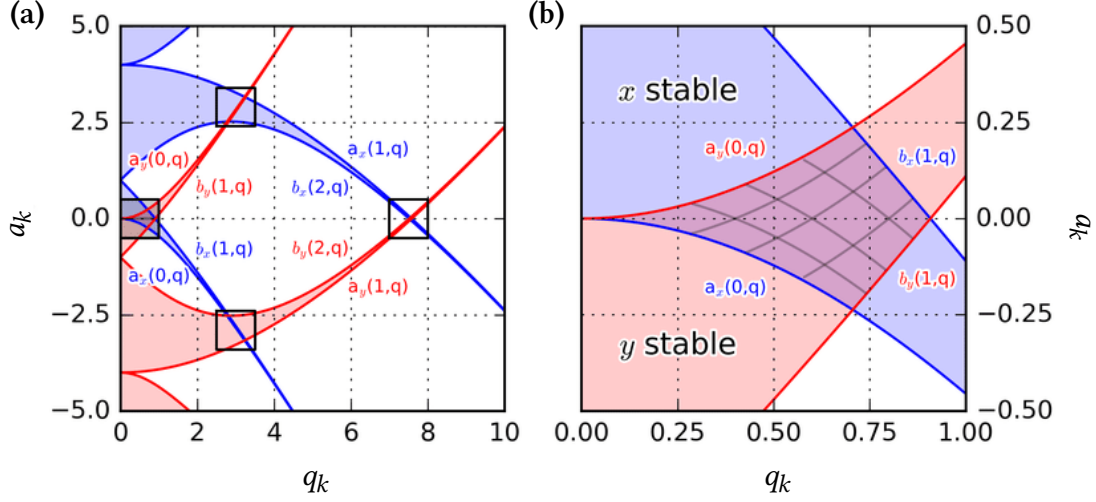 (a)
5.0
2.5
0.0
−2.5
−5.0
a_k
a_y(0,q)
b_y(1,q)
a_x(1,q)
b_x(2,q)
b_x(1,q)
b_y(2,q)
a_x(0,q)
a_y(1,q)
0 2 4 6 8 10
q_k
(b)
x stable
a_y(0,q)
b_x(1,q)
a_x(0,q)
b_y(1,q)
y stable
0.50
0.25
0.00
−0.25
−0.50
a_k
0.00 0.25 0.50 0.75 1.00
q_k